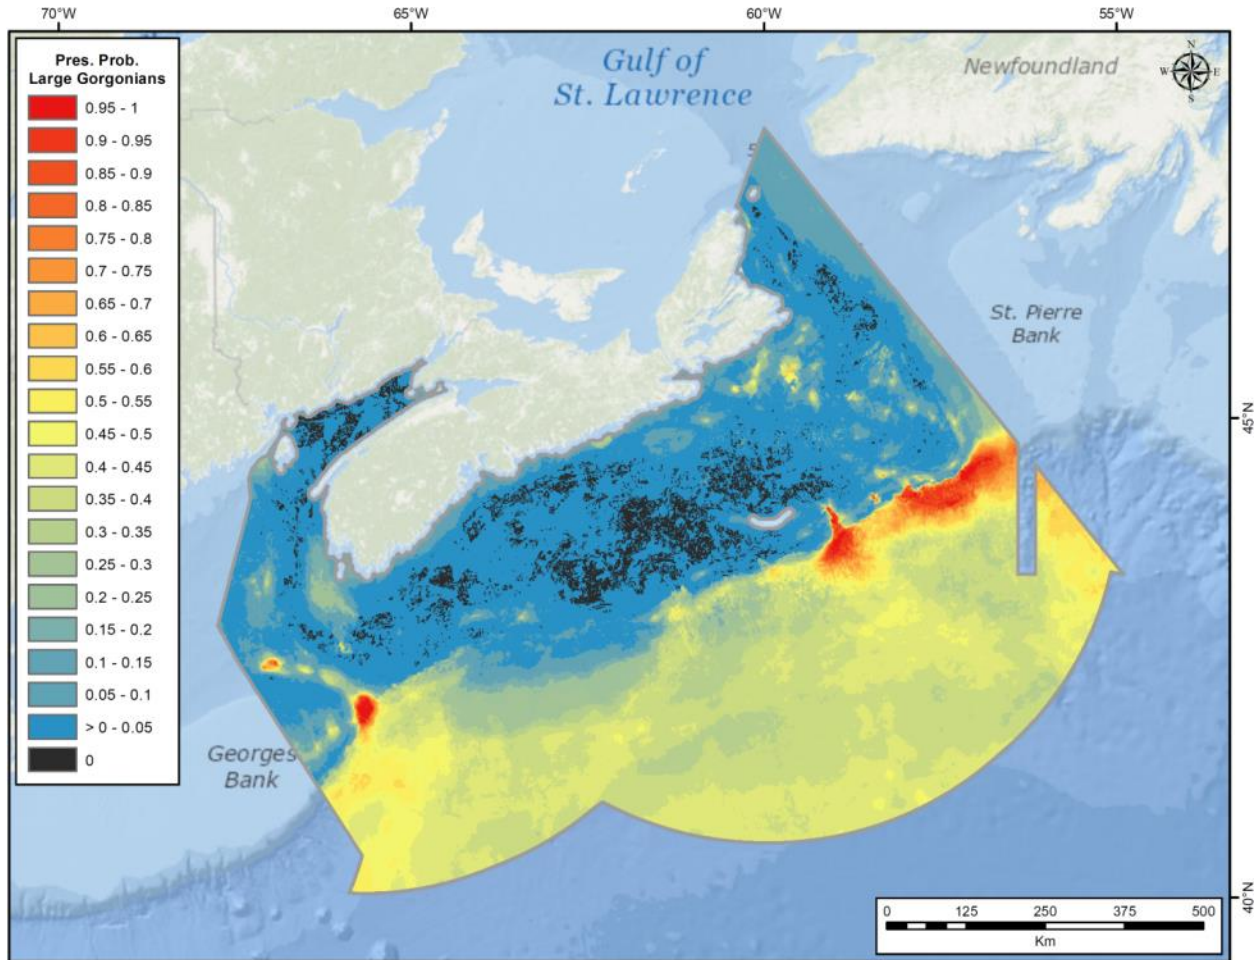 70°W
65°W
60°W
55°W
Pres. Prob.
Large Gorgonians
0.95 - 1
0.9 - 0.95
0.85 - 0.9
0.8 - 0.85
0.75 - 0.8
0.7 - 0.75
0.65 - 0.7
0.6 - 0.65
0.55 - 0.6
0.5 - 0.55
0.45 - 0.5
0.4 - 0.45
0.35 - 0.4
0.3 - 0.35
0.25 - 0.3
0.2 - 0.25
0.15 - 0.2
0.1 - 0.15
0.05 - 0.1
> 0 - 0.05
0
Gulf of
St. Lawrence
Newfoundland
N
W E
S
5
St. Pierre
Bank
45°N
Georges
Bank
40°N
0 125 250 375 500
Km